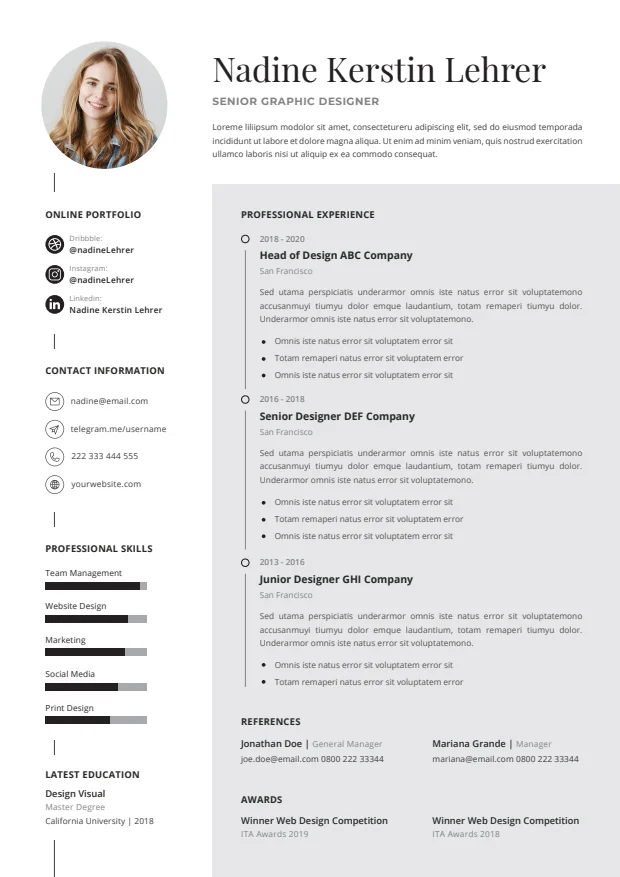 Nadine Kerstin Lehrer
SENIOR GRAPHIC DESIGNER
Loreme liliipsum modolor sit amet, consectetureru adipiscing elit, sed do eiusmod temporada
incididunt ut labore et dolore magna aliqua. Ut enim ad minim veniam, quis nostrud exercitation
ullamco laboris nisi ut aliquip ex ea commodo consequat.
ONLINE PORTFOLIO
Dribbble:
@nadineLehrer
Instagram:
@nadineLehrer
Linkedin:
Nadine Kerstin Lehrer
CONTACT INFORMATION
nadine@email.com
telegram.me/username
222 333 444 555
yourwebsite.com
PROFESSIONAL SKILLS
Team Management
Website Design
Marketing
Social Media
Print Design
LATEST EDUCATION
Design Visual
Master Degree
California University | 2018
PROFESSIONAL EXPERIENCE
2018 - 2020
Head of Design ABC Company
San Francisco
Sed utama perspiciatis underarmor omnis iste natus error sit voluptatemono
accusanmuyi tiumyu dolor emque laudantium, totam remaperi tiumyu dolor.
Underarmor omnis iste natus error sit voluptatemono.
• Omnis iste natus error sit voluptatem error sit
• Totam remaperi natus error sit voluptatem error
• Omnis iste natus error sit voluptatem error sit
2016 - 2018
Senior Designer DEF Company
San Francisco
Sed utama perspiciatis underarmor omnis iste natus error sit voluptatemono
accusanmuyi tiumyu dolor emque laudantium, totam remaperi tiumyu dolor.
Underarmor omnis iste natus error sit voluptatemono.
• Omnis iste natus error sit voluptatem error sit
• Totam remaperi natus error sit voluptatem error
• Omnis iste natus error sit voluptatem error sit
2013 - 2016
Junior Designer GHI Company
San Francisco
Sed utama perspiciatis underarmor omnis iste natus error sit voluptatemono
accusanmuyi tiumyu dolor emque laudantium, totam remaperi tiumyu dolor.
Underarmor omnis iste natus error sit voluptatemono.
• Omnis iste natus error sit voluptatem error sit
• Totam remaperi natus error sit voluptatem error
REFERENCES
Jonathan Doe | General Manager
joe.doe@email.com 0800 222 33344
Mariana Grande | Manager
mariana@email.com 0800 222 33344
AWARDS
Winner Web Design Competition
ITA Awards 2019
Winner Web Design Competition
ITA Awards 2018